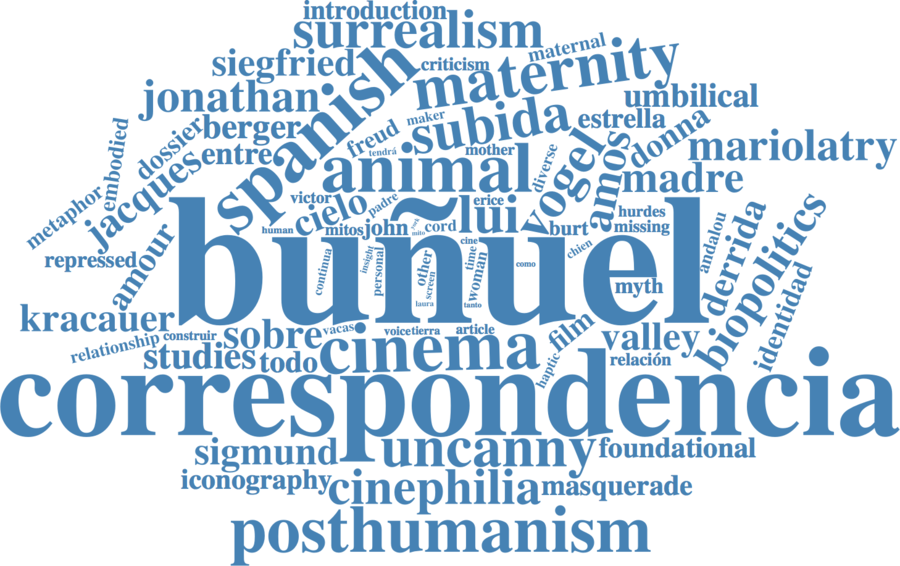 introduction
surrealism
maternal
siegfried
criticism
maternity
spanish
jonathan
umbilical
maker
subida
estrella
embodied
dossier
berger
freud
tendrá
donna
mariolatry
entre
mother
vogel
amos
jacques
animal
diverse
madre
metaphor
victor
cielo
padre
erice
lui
hurdes
human
mitos
john
york
mito
cord
burt
missing
andalou
derrida
biopolitics
repressed
amour
buñuel
continua
insight
personal
other
screen
cine
time
woman
como
chien
myth
identidad
laura
tanto
kracauer
construir
sobre
vacas
voice
tierra
article
film
valley
relationship
studies
todo
cinema
haptic
relación
correspondencia
sigmund
uncanny
foundational
iconography
cinephilia
masquerade
posthumanism